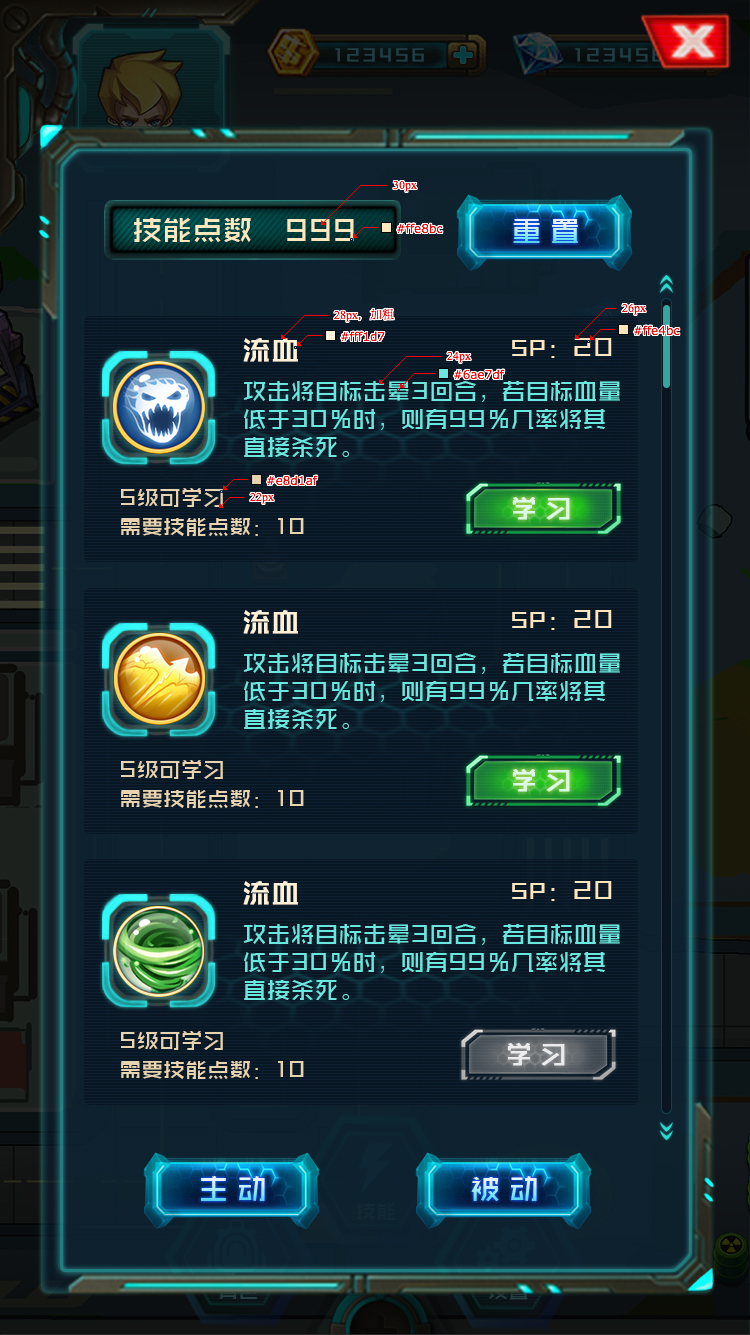 123456
12345
30px
技能点数 999
#ffe8bc
重置
28px，加粗
#fff1d7
26px
#ffe4bc
流血
SP: 20
24px
#6ae7df
攻击将目标击晕3回合，若目标血量
低于30%时，则有99%几率将其
直接杀死。
#e8d1af
22px
5级可学习
需要技能点数：10
学习
流血
SP: 20
攻击将目标击晕3回合，若目标血量
低于30%时，则有99%几率将其
直接杀死。
5级可学习
需要技能点数：10
学习
流血
SP: 20
攻击将目标击晕3回合，若目标血量
低于30%时，则有99%几率将其
直接杀死。
5级可学习
需要技能点数：10
学习
主动
被动
技能